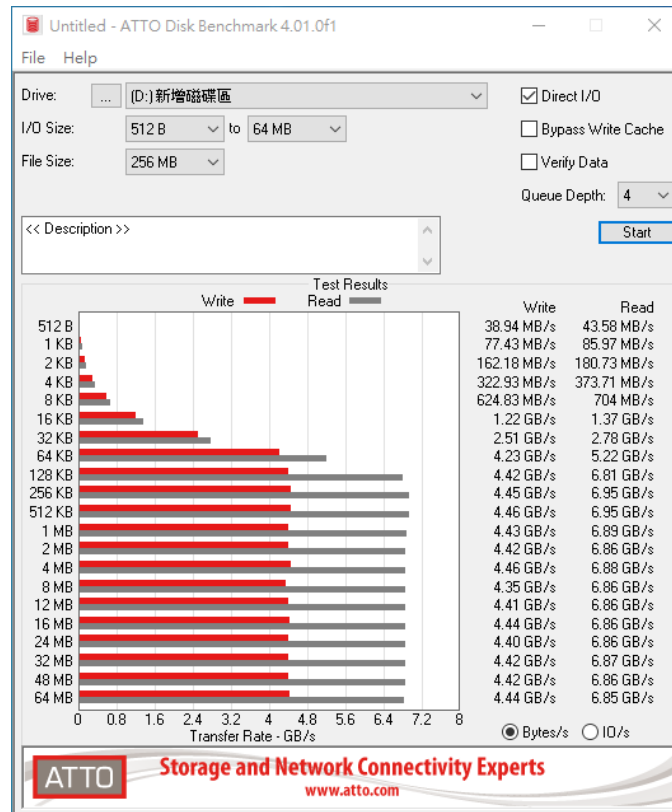 Untitled - ATTO Disk Benchmark 4.01.0f1
File Help
Drive: ... (D:)新增磁碟區
Direct I/O
I/O Size: 512 B to 64 MB
Bypass Write Cache
File Size: 256 MB
Verify Data
Queue Depth: 4
<< Description >>
Start
Test Results
Write Read
Write Read
512 B 38.94 MB/s 43.58 MB/s
1 KB 77.43 MB/s 85.97 MB/s
2 KB 162.18 MB/s 180.73 MB/s
4 KB 322.93 MB/s 373.71 MB/s
8 KB 624.83 MB/s 704 MB/s
16 KB 1.22 GB/s 1.37 GB/s
32 KB 2.51 GB/s 2.78 GB/s
64 KB 4.23 GB/s 5.22 GB/s
128 KB 4.42 GB/s 6.81 GB/s
256 KB 4.45 GB/s 6.95 GB/s
512 KB 4.46 GB/s 6.95 GB/s
1 MB 4.43 GB/s 6.89 GB/s
2 MB 4.42 GB/s 6.86 GB/s
4 MB 4.46 GB/s 6.88 GB/s
8 MB 4.35 GB/s 6.86 GB/s
12 MB 4.41 GB/s 6.86 GB/s
16 MB 4.44 GB/s 6.86 GB/s
24 MB 4.40 GB/s 6.86 GB/s
32 MB 4.42 GB/s 6.87 GB/s
48 MB 4.42 GB/s 6.86 GB/s
64 MB 4.44 GB/s 6.85 GB/s
0 0.8 1.6 2.4 3.2 4 4.8 5.6 6.4 7.2 8
Transfer Rate - GB/s
Bytes/s IO/s
ATTO
Storage and Network Connectivity Experts
www.atto.com